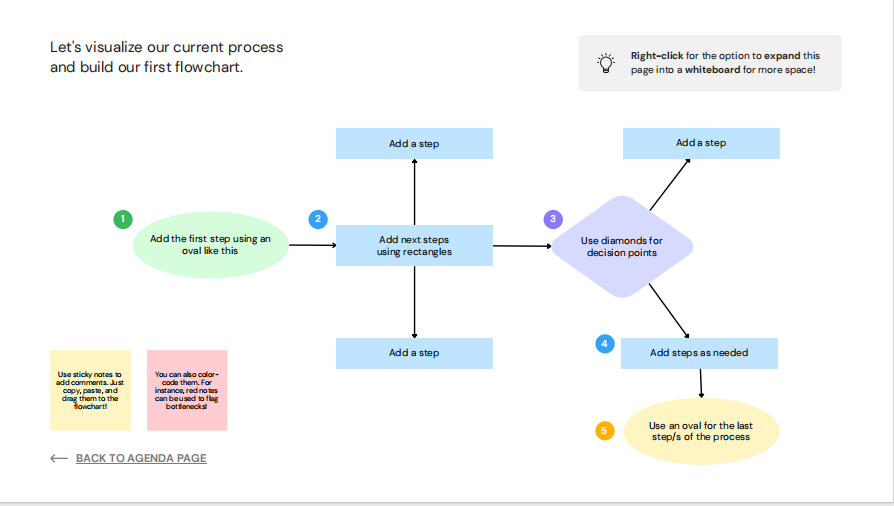 Let's visualize our current process
and build our first flowchart.
Right-click for the option to expand this
page into a whiteboard for more space!
Add a step
Add a step
1
2
3
Add the first step using an
oval like this
Add next steps
using rectangles
Use diamonds for
decision points
Add a step
4
Add steps as needed
Use sticky notes to
add comments. Just
copy, paste, and
drag them to the
flowchart!
You can also color-
code them. For
instance, red notes
can be used to flag
bottlenecks!
5
Use an oval for the last
step/s of the process
BACK TO AGENDA PAGE